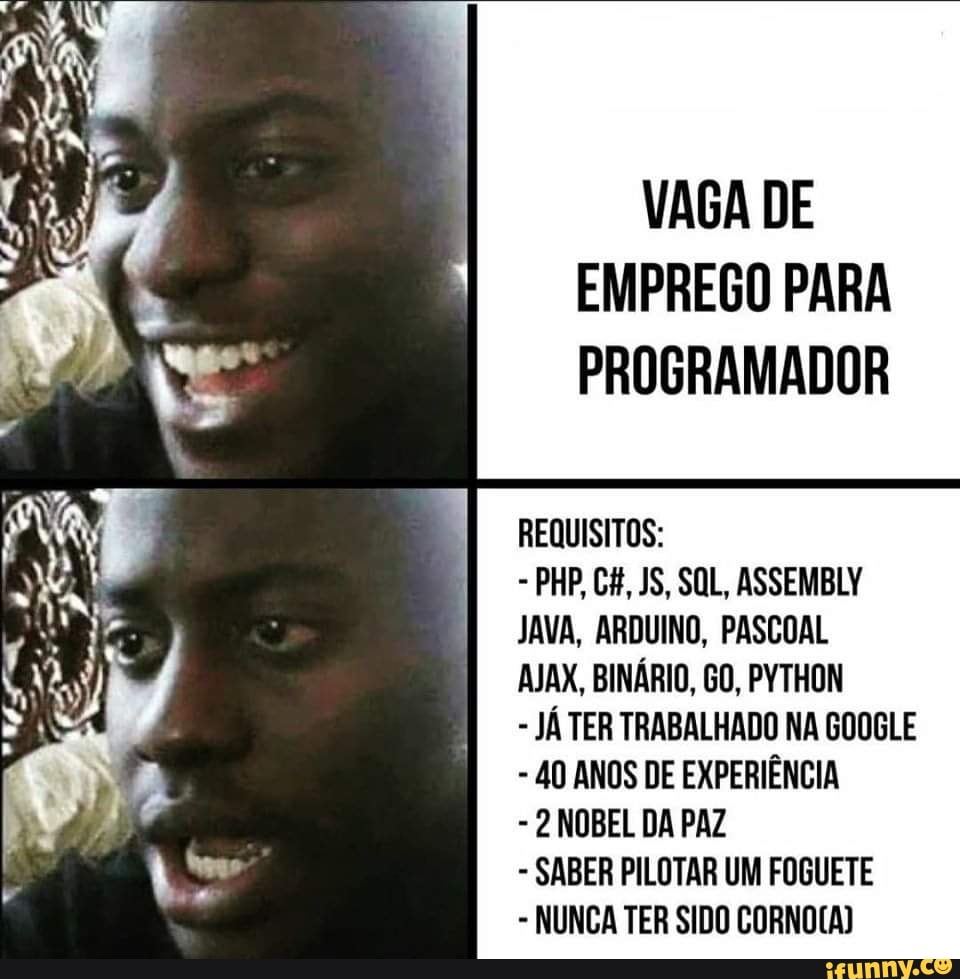 VAGA DE
EMPREGO PARA
PROGRAMADOR
REQUISITOS:
- PHP, C#, JS, SQL, ASSEMBLY
JAVA, ARDUINO, PASCOAL
AJAX, BINÁRIO, GO, PYTHON
- JÁ TER TRABALHADO NA GOOGLE
- 40 ANOS DE EXPERIÊNCIA
- 2 NOBEL DA PAZ
- SABER PILOTAR UM FOGUETE
- NUNCA TER SIDO CORNO(A)
ifunny.co